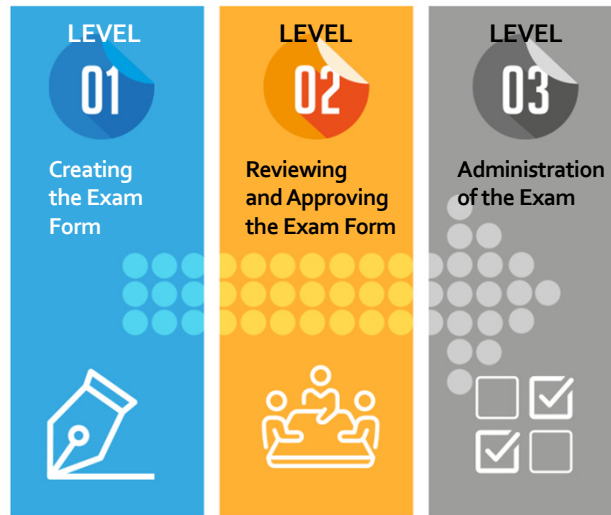 LEVEL
01
Creating
the Exam
Form
LEVEL
02
Reviewing
and Approving
the Exam Form
LEVEL
03
Administration
of the Exam